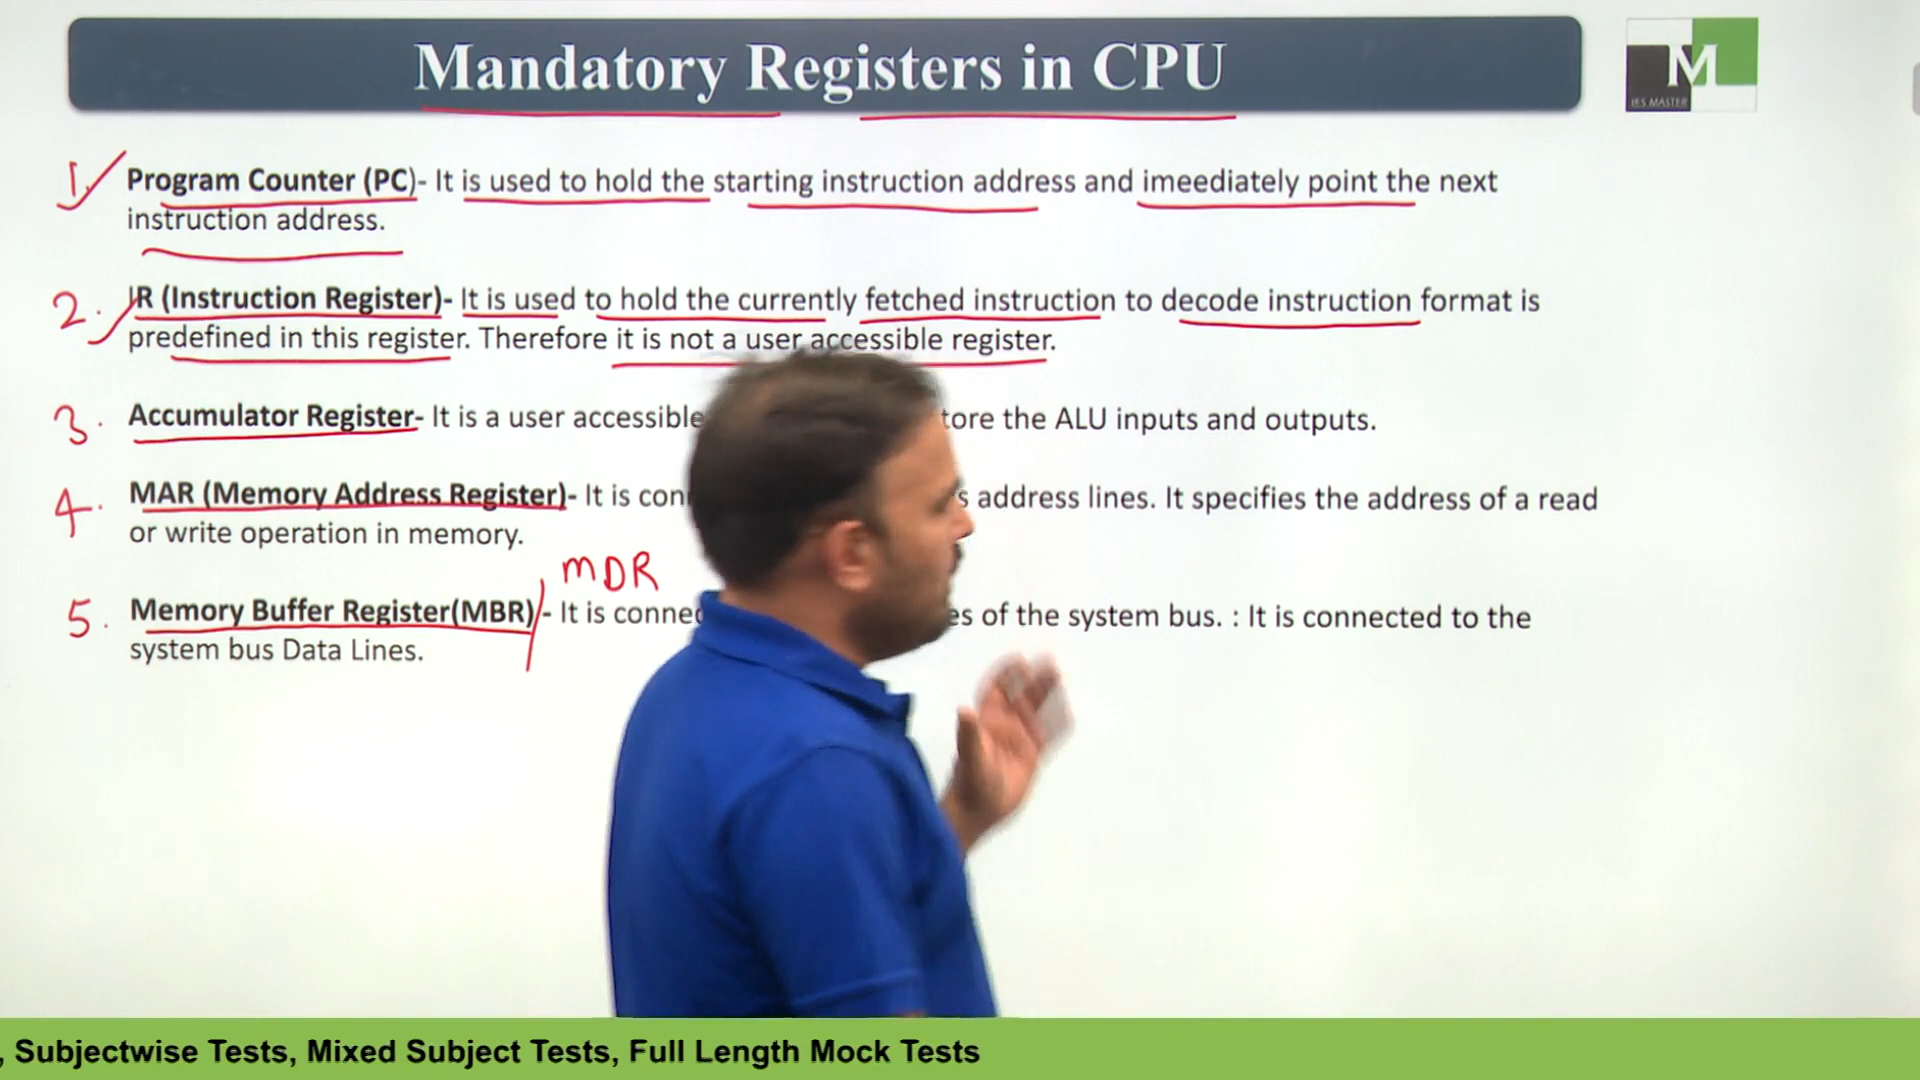 Mandatory Registers in CPU
M
IES MASTER
1. Program Counter (PC)- It is used to hold the starting instruction address and imeediately point the next
instruction address.
2. IR (Instruction Register)- It is used to hold the currently fetched instruction to decode instruction format is
predefined in this register. Therefore it is not a user accessible register.
3. Accumulator Register- It is a user accessible tore the ALU inputs and outputs.
4. MAR (Memory Address Register)- It is con s address lines. It specifies the address of a read
or write operation in memory.
MDR
5. Memory Buffer Register(MBR)/- It is connec es of the system bus. : It is connected to the
system bus Data Lines.
, Subjectwise Tests, Mixed Subject Tests, Full Length Mock Tests